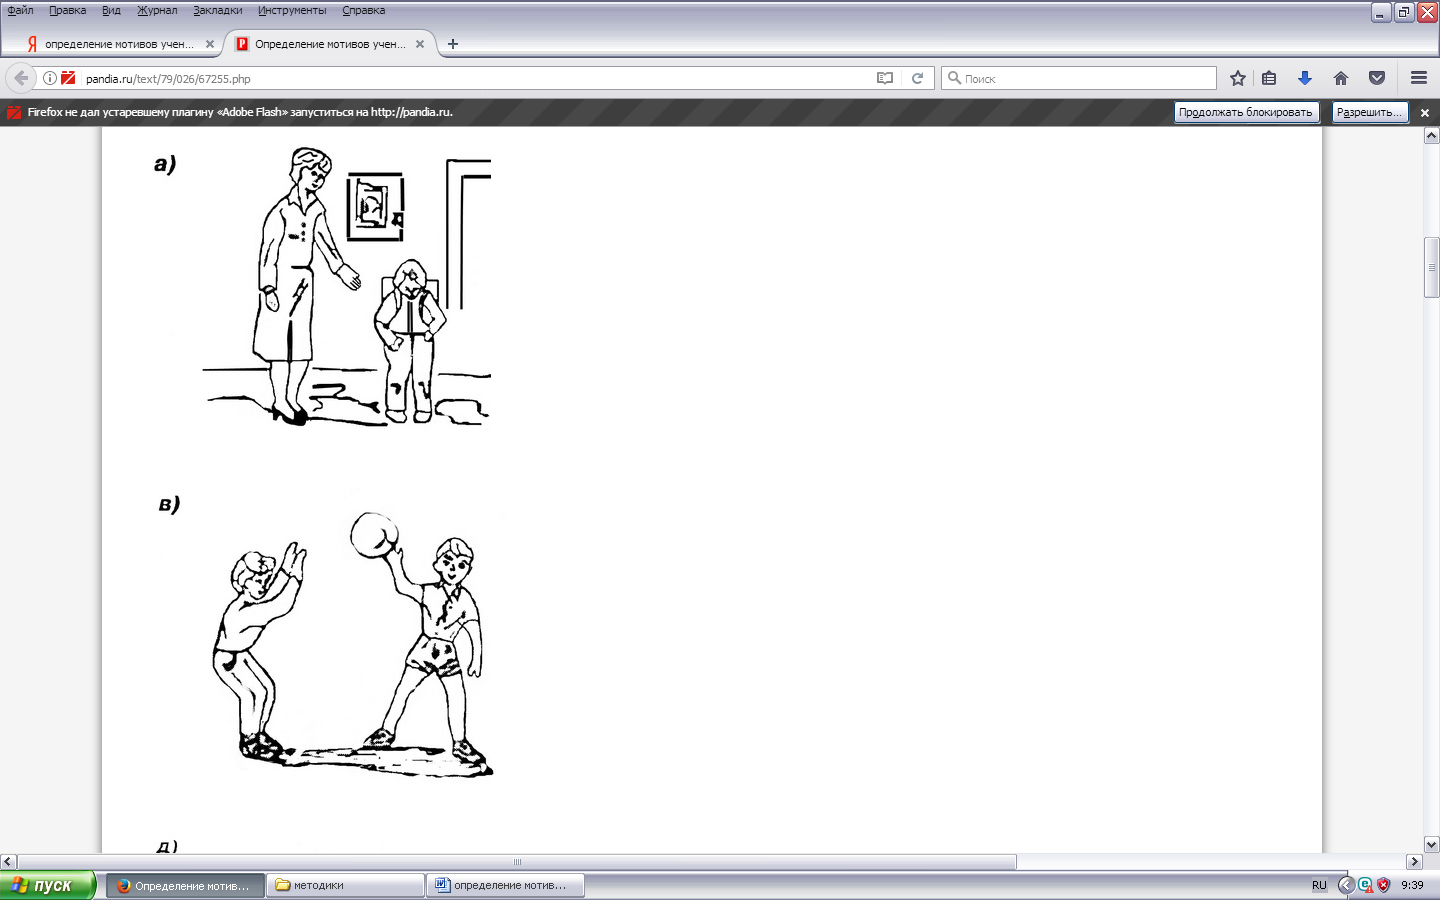 Файл Правка Вид Журнал Закладки Инструменты Справка
определение мотивов учен...
Определение мотивов учен...
pandia.ru/text/79/026/67255.php
Поиск
Firefox не дал устаревшему плагину «Adobe Flash» запуститься на http://pandia.ru.
Продолжать блокировать
Разрешить...
а)
в)
д)
пуск
Определение мотив...
методики
определение мотив...
RU
9:39